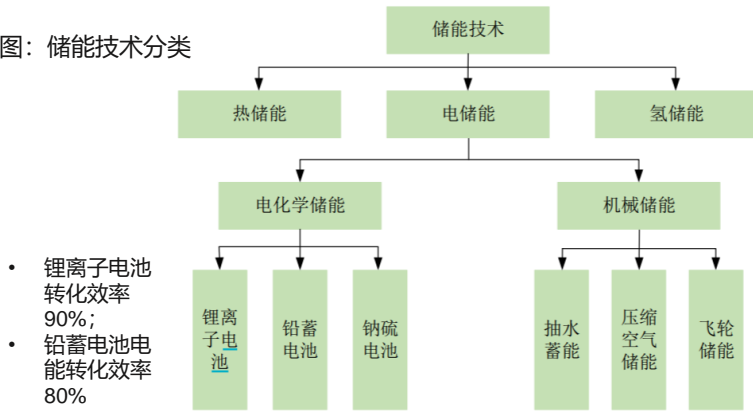 图：储能技术分类
储能技术
热储能
电储能
氢储能
电化学储能
机械储能
锂离
子电
池
铅蓄
电池
钠硫
电池
抽水
蓄能
压缩
空气
储能
飞轮
储能
• 锂离子电池
转化效率
90%；
• 铅蓄电池电
能转化效率
80%